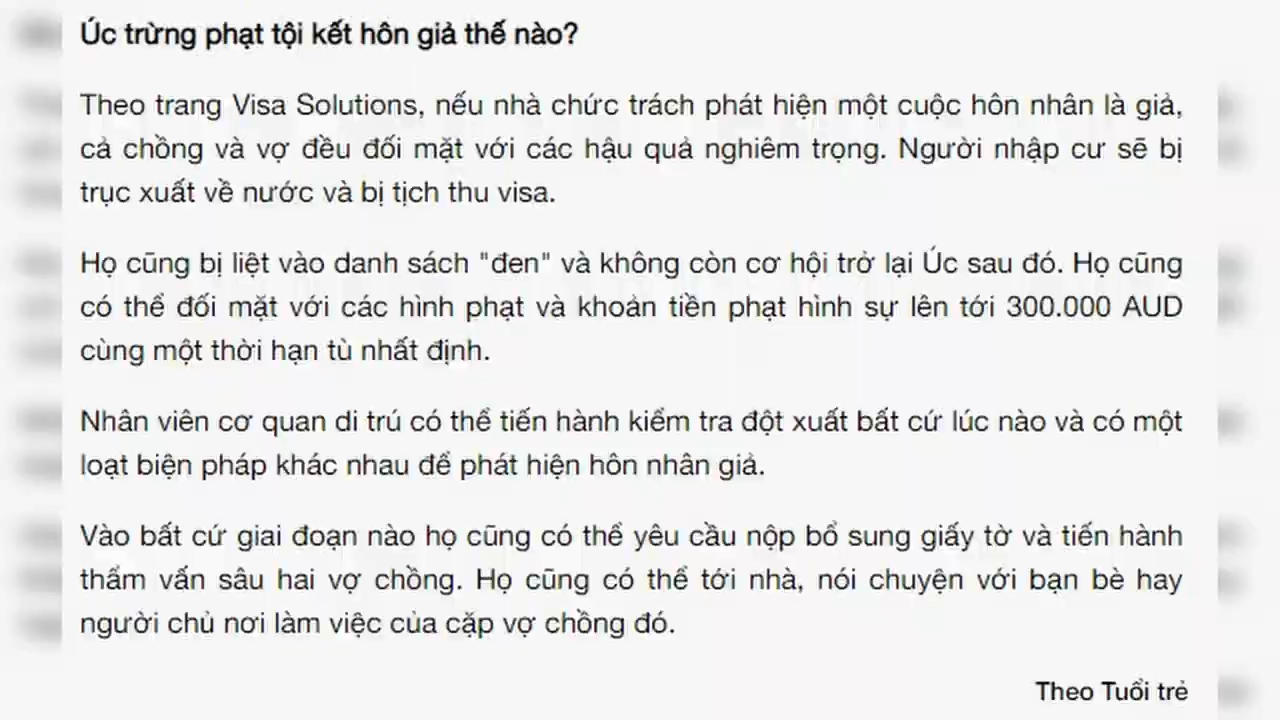 Úc trừng phạt tội kết hôn giả thế nào?
Theo trang Visa Solutions, nếu nhà chức trách phát hiện một cuộc hôn nhân là giả,
cả chồng và vợ đều đối mặt với các hậu quả nghiêm trọng. Người nhập cư sẽ bị
trục xuất về nước và bị tịch thu visa.
Họ cũng bị liệt vào danh sách "đen" và không còn cơ hội trở lại Úc sau đó. Họ cũng
có thể đối mặt với các hình phạt và khoản tiền phạt hình sự lên tới 300.000 AUD
cùng một thời hạn tù nhất định.
Nhân viên cơ quan di trú có thể tiến hành kiểm tra đột xuất bất cứ lúc nào và có một
loạt biện pháp khác nhau để phát hiện hôn nhân giả.
Vào bất cứ giai đoạn nào họ cũng có thể yêu cầu nộp bổ sung giấy tờ và tiến hành
thẩm vấn sâu hai vợ chồng. Họ cũng có thể tới nhà, nói chuyện với bạn bè hay
người chủ nơi làm việc của cặp vợ chồng đó.
Theo Tuổi trẻ